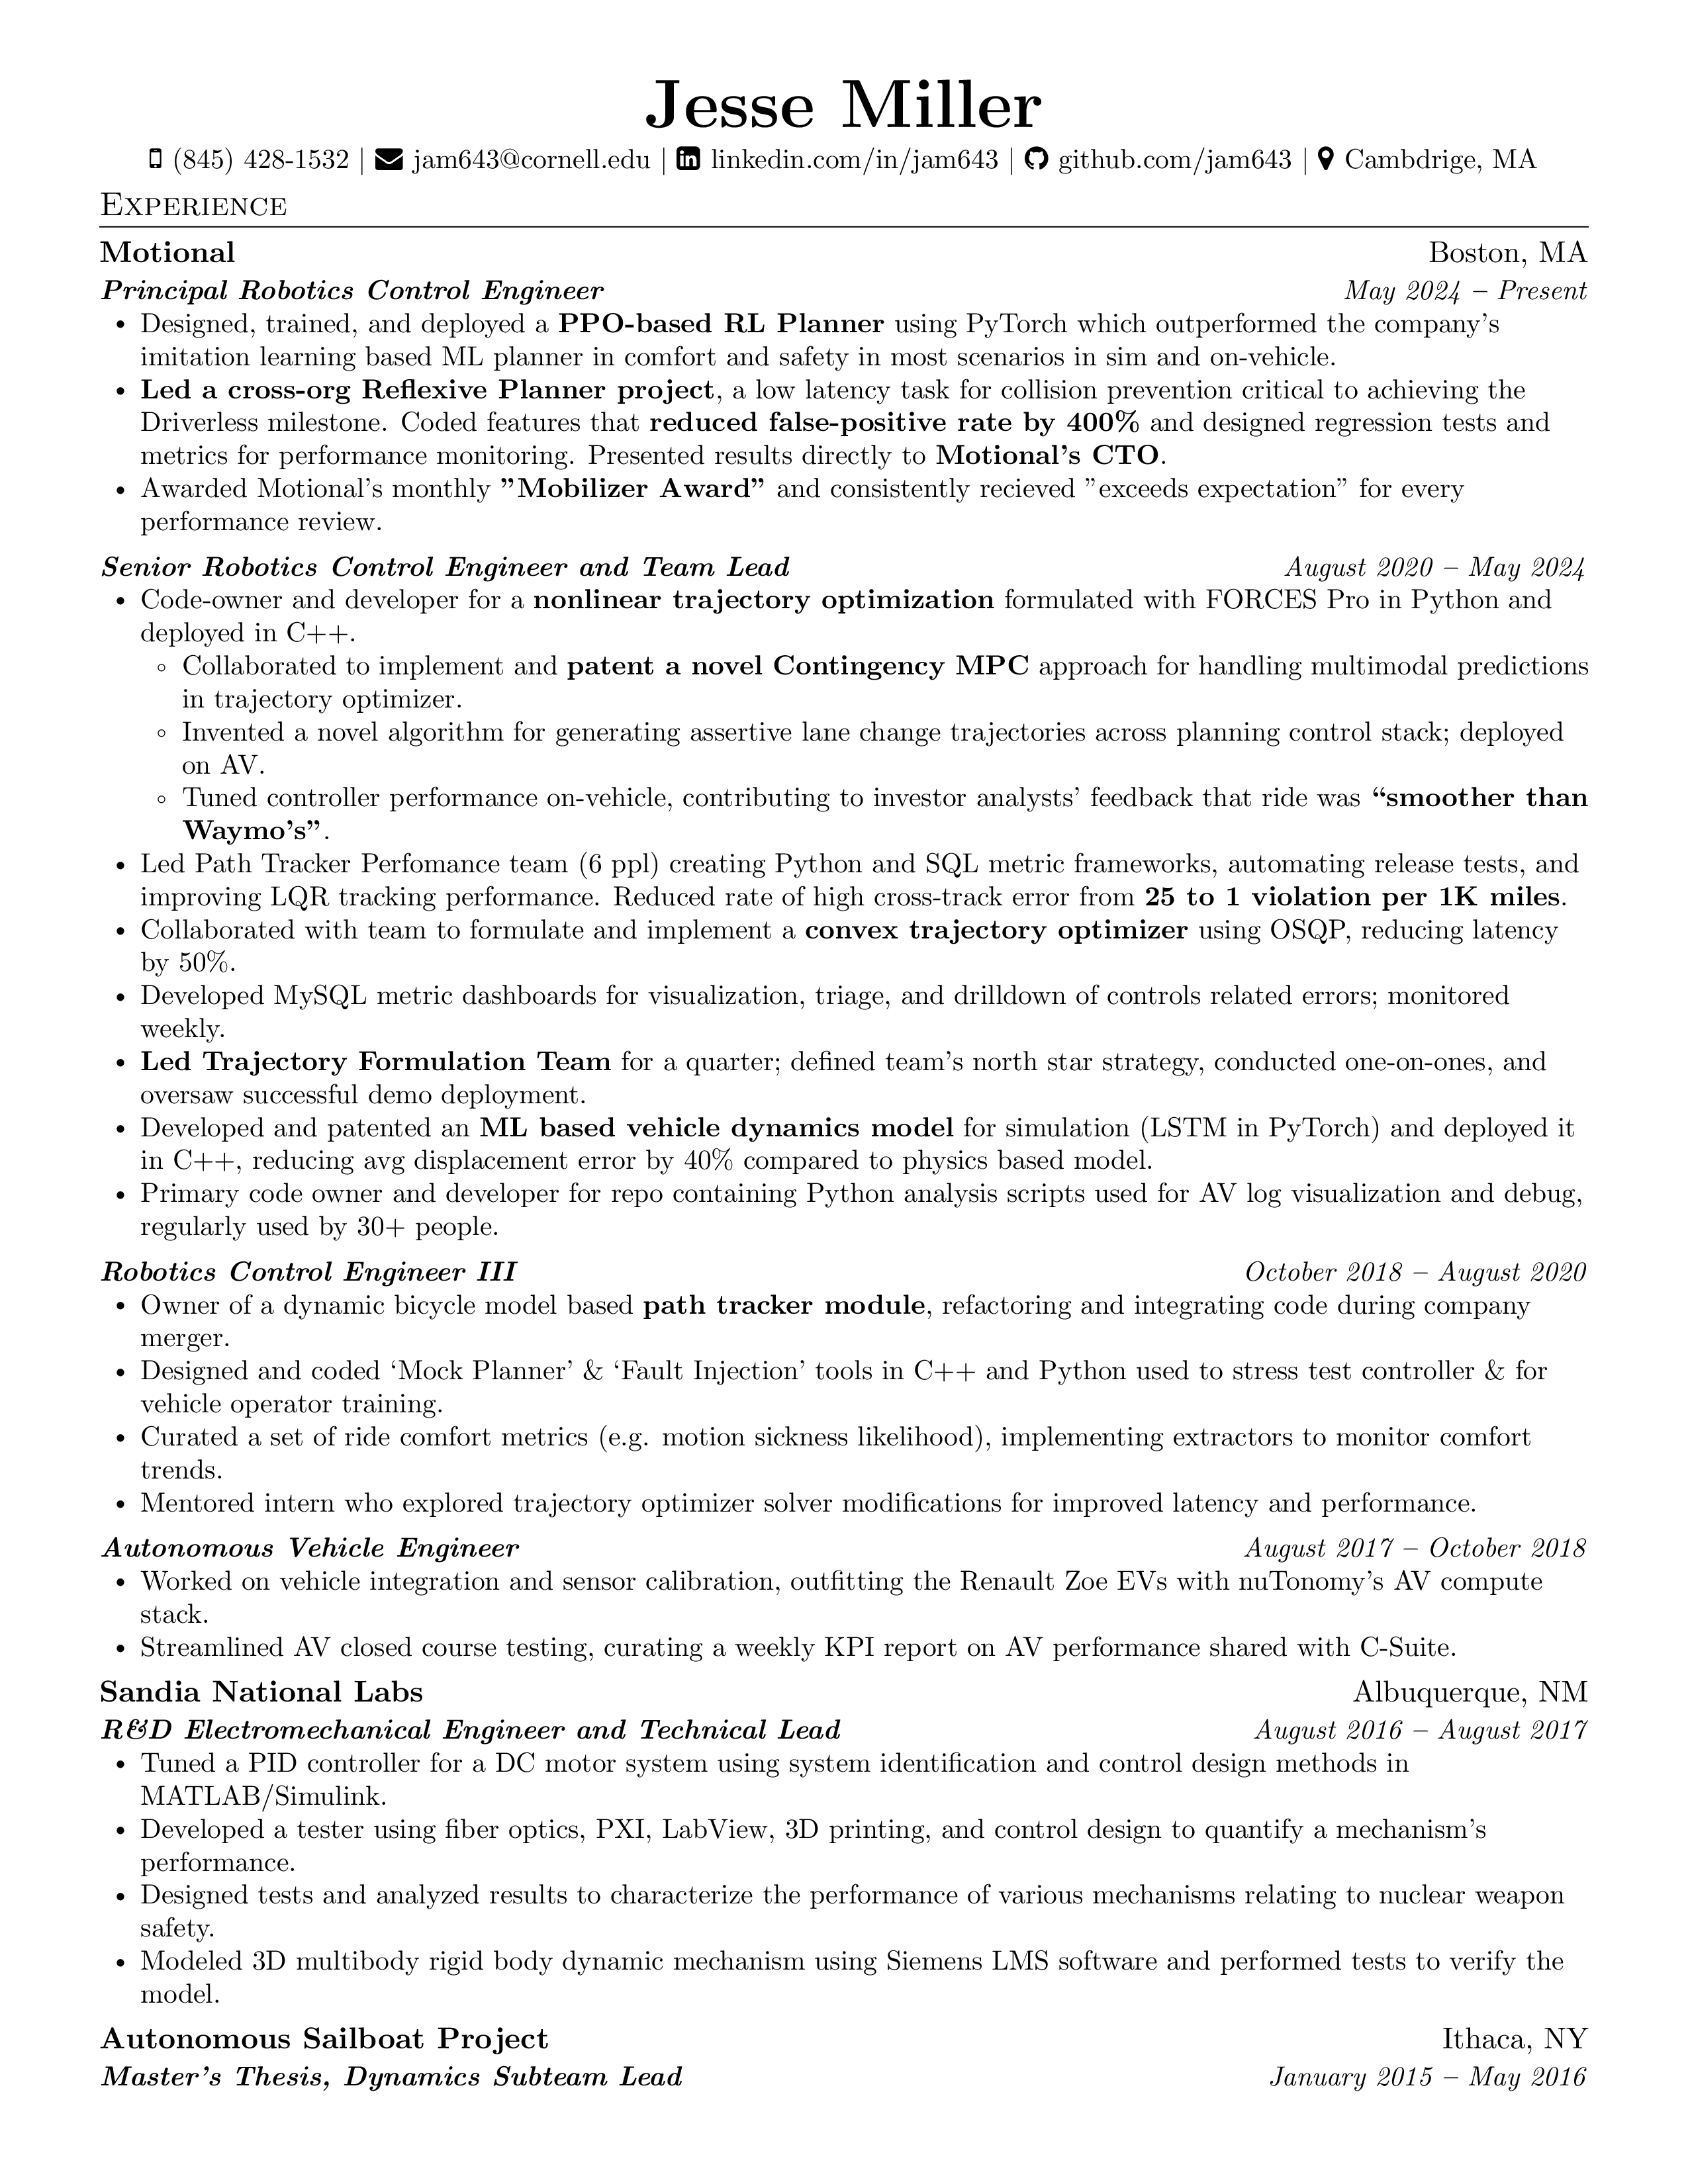 Jesse Miller
(845) 428-1532 | jam643@cornell.edu | linkedin.com/in/jam643 | github.com/jam643 | Cambdrige, MA
Experience
Motional Boston, MA
Principal Robotics Control Engineer May 2024 – Present
• Designed, trained, and deployed a PPO-based RL Planner using PyTorch which outperformed the company's
imitation learning based ML planner in comfort and safety in most scenarios in sim and on-vehicle.
• Led a cross-org Reflexive Planner project, a low latency task for collision prevention critical to achieving the
Driverless milestone. Coded features that reduced false-positive rate by 400% and designed regression tests and
metrics for performance monitoring. Presented results directly to Motional's CTO.
• Awarded Motional's monthly ”Mobilizer Award” and consistently recieved ”exceeds expectation” for every
performance review.
Senior Robotics Control Engineer and Team Lead August 2020 – May 2024
• Code-owner and developer for a nonlinear trajectory optimization formulated with FORCES Pro in Python and
deployed in C++.
◦ Collaborated to implement and patent a novel Contingency MPC approach for handling multimodal predictions
in trajectory optimizer.
◦ Invented a novel algorithm for generating assertive lane change trajectories across planning control stack; deployed
on AV.
◦ Tuned controller performance on-vehicle, contributing to investor analysts' feedback that ride was “smoother than
Waymo's”.
• Led Path Tracker Perfomance team (6 ppl) creating Python and SQL metric frameworks, automating release tests, and
improving LQR tracking performance. Reduced rate of high cross-track error from 25 to 1 violation per 1K miles.
• Collaborated with team to formulate and implement a convex trajectory optimizer using OSQP, reducing latency
by 50%.
• Developed MySQL metric dashboards for visualization, triage, and drilldown of controls related errors; monitored
weekly.
• Led Trajectory Formulation Team for a quarter; defined team's north star strategy, conducted one-on-ones, and
oversaw successful demo deployment.
• Developed and patented an ML based vehicle dynamics model for simulation (LSTM in PyTorch) and deployed it
in C++, reducing avg displacement error by 40% compared to physics based model.
• Primary code owner and developer for repo containing Python analysis scripts used for AV log visualization and debug,
regularly used by 30+ people.
Robotics Control Engineer III October 2018 – August 2020
• Owner of a dynamic bicycle model based path tracker module, refactoring and integrating code during company
merger.
• Designed and coded ‘Mock Planner’ & ‘Fault Injection’ tools in C++ and Python used to stress test controller & for
vehicle operator training.
• Curated a set of ride comfort metrics (e.g. motion sickness likelihood), implementing extractors to monitor comfort
trends.
• Mentored intern who explored trajectory optimizer solver modifications for improved latency and performance.
Autonomous Vehicle Engineer August 2017 – October 2018
• Worked on vehicle integration and sensor calibration, outfitting the Renault Zoe EVs with nuTonomy's AV compute
stack.
• Streamlined AV closed course testing, curating a weekly KPI report on AV performance shared with C-Suite.
Sandia National Labs Albuquerque, NM
R&D Electromechanical Engineer and Technical Lead August 2016 – August 2017
• Tuned a PID controller for a DC motor system using system identification and control design methods in
MATLAB/Simulink.
• Developed a tester using fiber optics, PXI, LabView, 3D printing, and control design to quantify a mechanism's
performance.
• Designed tests and analyzed results to characterize the performance of various mechanisms relating to nuclear weapon
safety.
• Modeled 3D multibody rigid body dynamic mechanism using Siemens LMS software and performed tests to verify the
model.
Autonomous Sailboat Project Ithaca, NY
Master's Thesis, Dynamics Subteam Lead January 2015 – May 2016